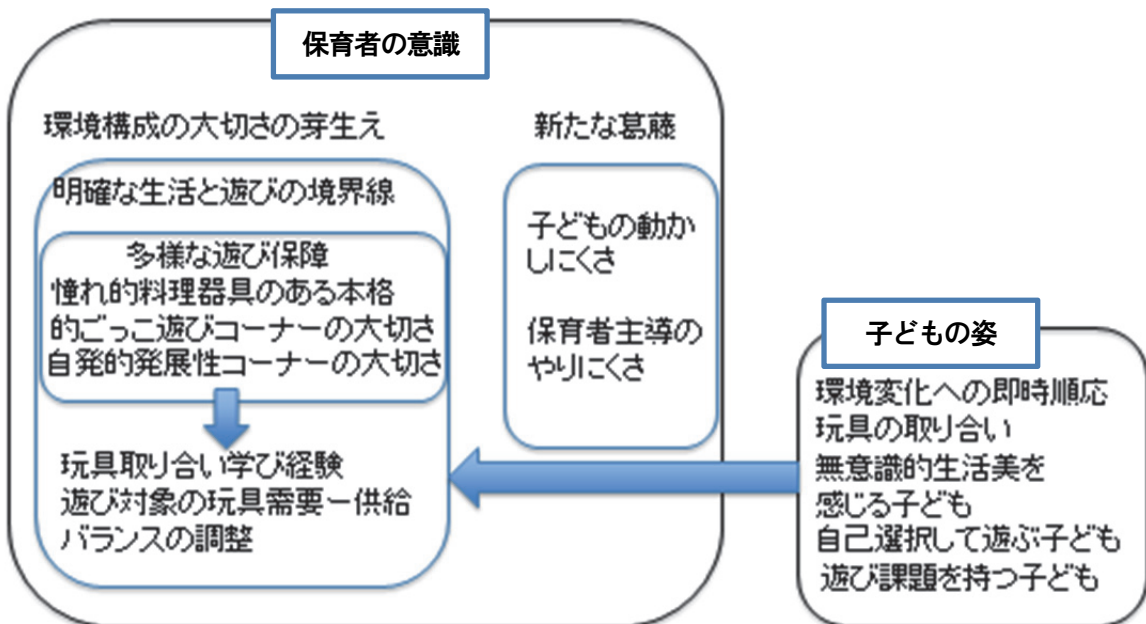 保育者の意識
環境構成の大切さの芽生え
明確な生活と遊びの境界線
多様な遊び保障
憧れ的料理器具のある本格
的ごっこ遊びコーナーの大切さ
自発的発展性コーナーの大切さ
玩具取り合い学び経験
遊び対象の玩具需要ー供給
バランスの調整
新たな葛藤
子どもの動か
しにくさ
保育者主導の
やりにくさ
子どもの姿
環境変化への即時順応
玩具の取り合い
無意識的生活美を
感じる子ども
自己選択して遊ぶ子ども
遊び課題を持つ子ども